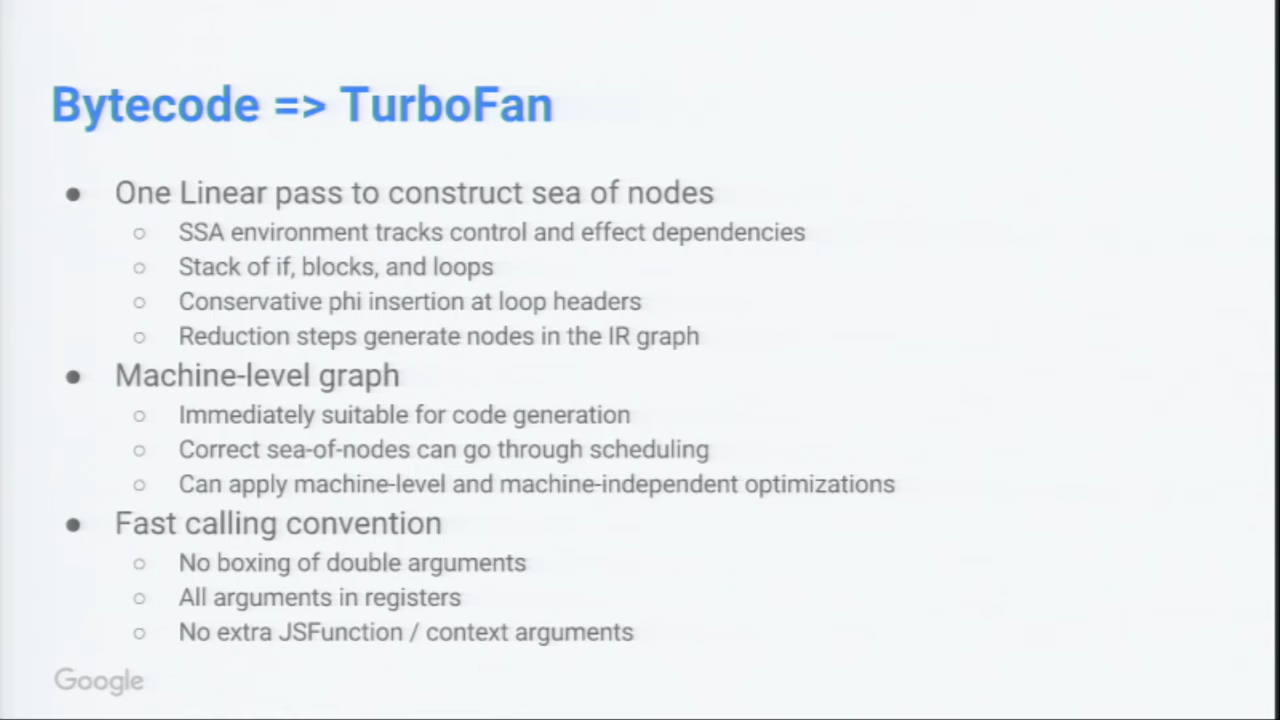 Bytecode => TurboFan
● One Linear pass to construct sea of nodes
○ SSA environment tracks control and effect dependencies
○ Stack of if, blocks, and loops
○ Conservative phi insertion at loop headers
○ Reduction steps generate nodes in the IR graph
● Machine-level graph
○ Immediately suitable for code generation
○ Correct sea-of-nodes can go through scheduling
○ Can apply machine-level and machine-independent optimizations
● Fast calling convention
○ No boxing of double arguments
○ All arguments in registers
○ No extra JSFunction / context arguments
Google